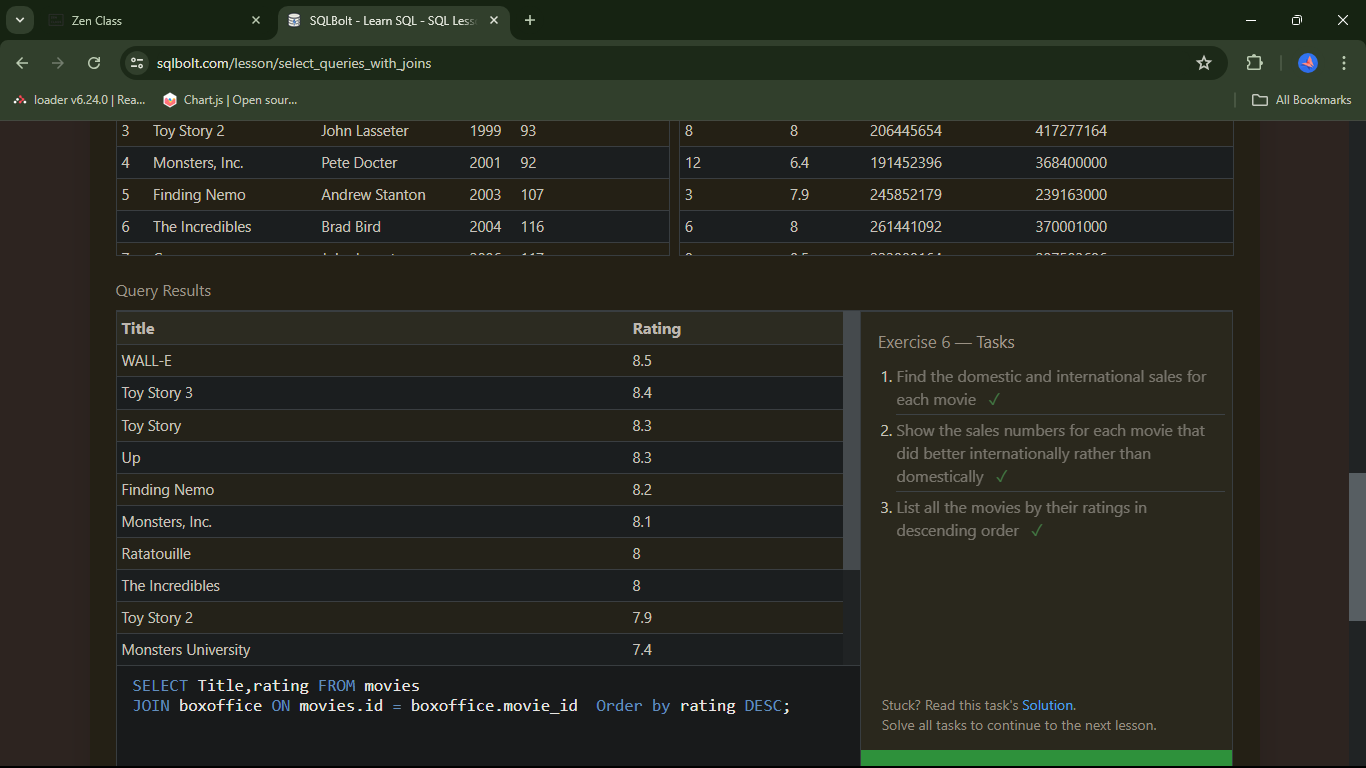 Zen Class
SQLBolt - Learn SQL - SQL Less
sqlbolt.com/lesson/select_queries_with_joins
loader v6.24.0 | Rea...
Chart.js | Open sour...
All Bookmarks
3 Toy Story 2 John Lasseter 1999 93
8 8 206445654 417277164
4 Monsters, Inc. Pete Docter 2001 92
12 6.4 191452396 368400000
5 Finding Nemo Andrew Stanton 2003 107
3 7.9 245852179 239163000
6 The Incredibles Brad Bird 2004 116
6 8 261441092 370001000
Query Results
Title Rating
WALL-E 8.5
Toy Story 3 8.4
Toy Story 8.3
Up 8.3
Finding Nemo 8.2
Monsters, Inc. 8.1
Ratatouille 8
The Incredibles 8
Toy Story 2 7.9
Monsters University 7.4
SELECT Title,rating FROM movies
JOIN boxoffice ON movies.id = boxoffice.movie_id  Order by rating DESC;
Exercise 6 — Tasks
1. Find the domestic and international sales for
each movie ✓
2. Show the sales numbers for each movie that
did better internationally rather than
domestically ✓
3. List all the movies by their ratings in
descending order ✓
Stuck? Read this task's Solution.
Solve all tasks to continue to the next lesson.